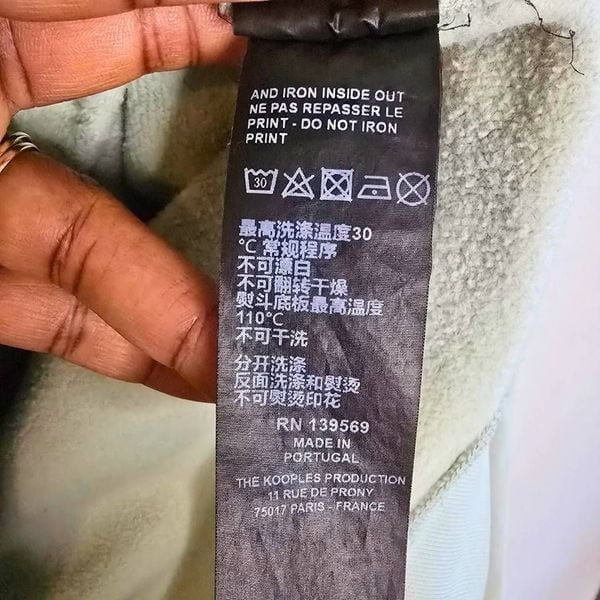 AND IRON INSIDE OUT
NE PAS REPASSER LE
PRINT - DO NOT IRON
PRINT
30
最高洗涤温度30
°C 常规程序
不可漂白
不可翻转干燥
熨斗底板最高温度
110°C
不可干洗
分开洗涤
反面洗涤和熨烫
不可熨烫印花
RN 139569
MADE IN
PORTUGAL
THE KOOPLES PRODUCTION
11 RUE DE PRONY
75017 PARIS - FRANCE